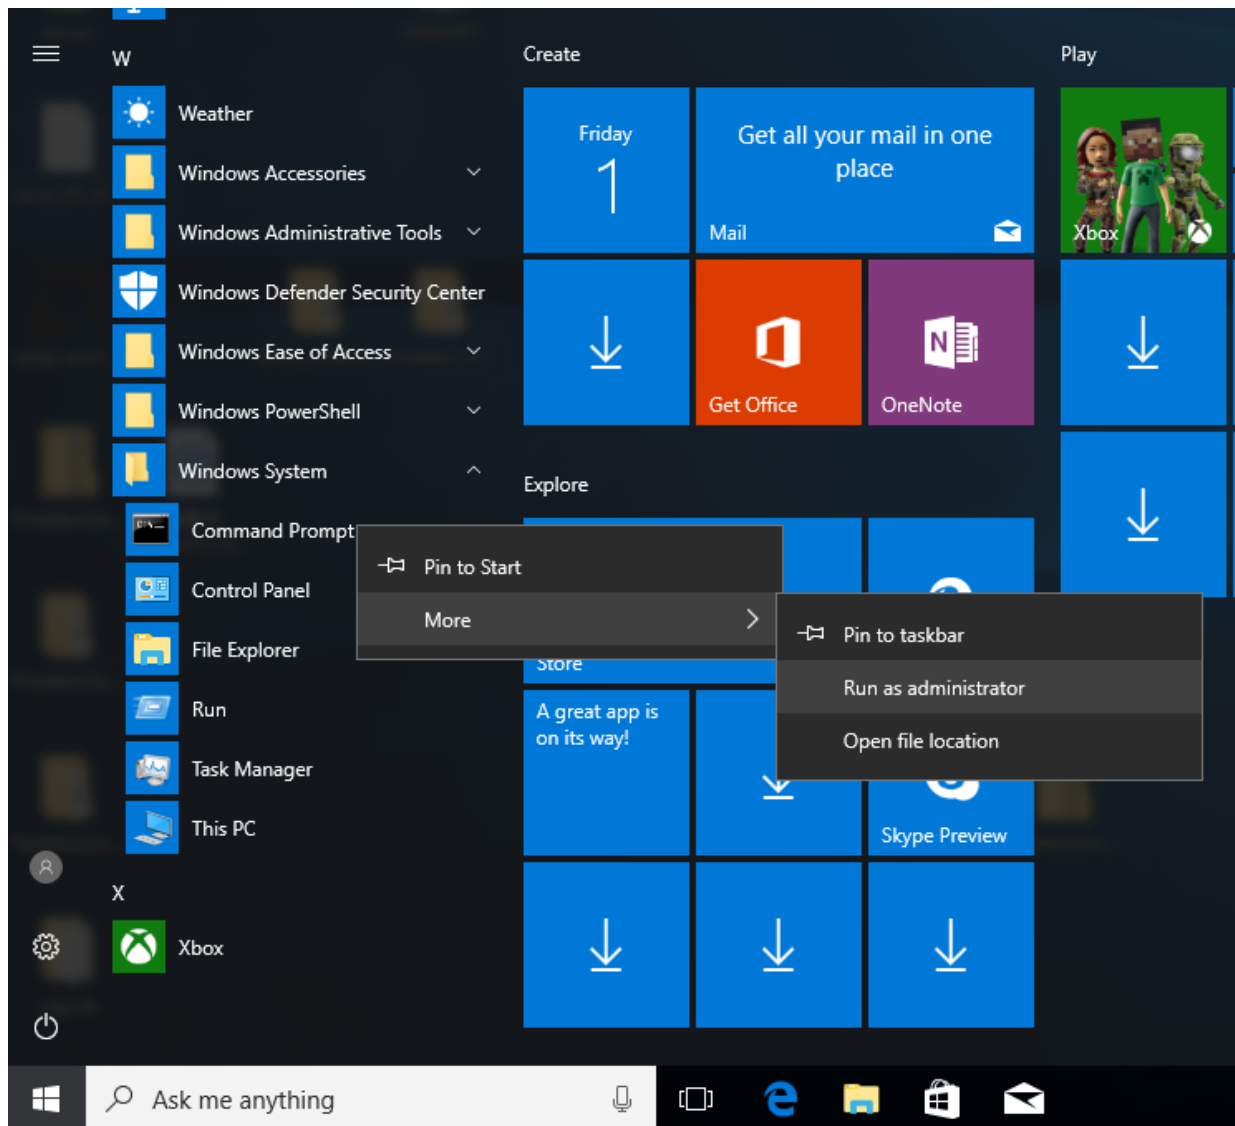 W
Weather
Windows Accessories
Windows Administrative Tools
Windows Defender Security Center
Windows Ease of Access
Windows PowerShell
Windows System
Command Prompt
Control Panel
File Explorer
Run
Task Manager
This PC
X
Xbox
Create
Friday
1
Get all your mail in one
place
Mail
Get Office
N
OneNote
Explore
Store
A great app is
on its way!
Skype Preview
Play
Xbox
Pin to Start
More
Pin to taskbar
Run as administrator
Open file location
Ask me anything